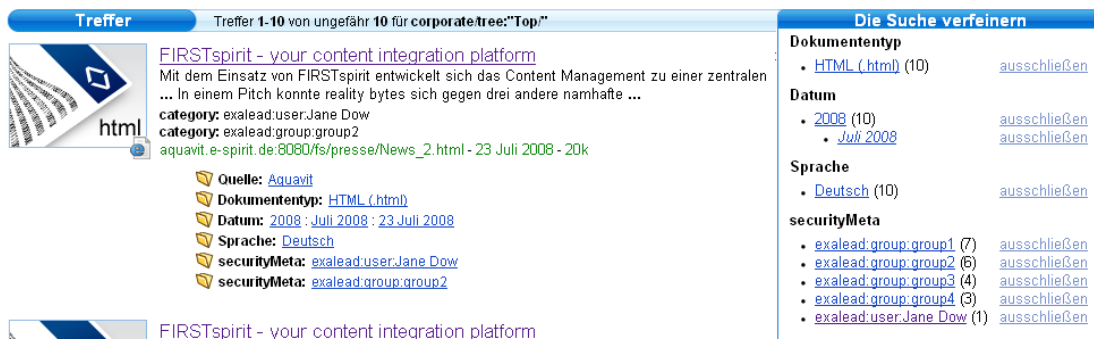 Treffer
Treffer 1-10 von ungefähr 10 für corporate/tree:"Top/"
FIRSTspirit - your content integration platform
Mit dem Einsatz von FIRSTspirit entwickelt sich das Content Management zu einer zentralen
... In einem Pitch konnte reality bytes sich gegen drei andere namhafte ...
category: exalead:user:Jane Dow
category: exalead:group:group2
aquavit.e-spirit.de:8080/fs/presse/News_2.html - 23 Juli 2008 - 20k
html
Quelle: Aquavit
Dokumententyp: HTML (.html)
Datum: 2008 : Juli 2008 : 23 Juli 2008
Sprache: Deutsch
securityMeta: exalead:user:Jane Dow
securityMeta: exalead:group:group2
FIRSTspirit - your content integration platform
Die Suche verfeinern
Dokumententyp
HTML (.html) (10) ausschließen
Datum
2008 (10) ausschließen
Juli 2008 ausschließen
Sprache
Deutsch (10) ausschließen
securityMeta
exalead:group:group1 (7) ausschließen
exalead:group:group2 (6) ausschließen
exalead:group:group3 (4) ausschließen
exalead:group:group4 (3) ausschließen
exalead:user:Jane Dow (1) ausschließen